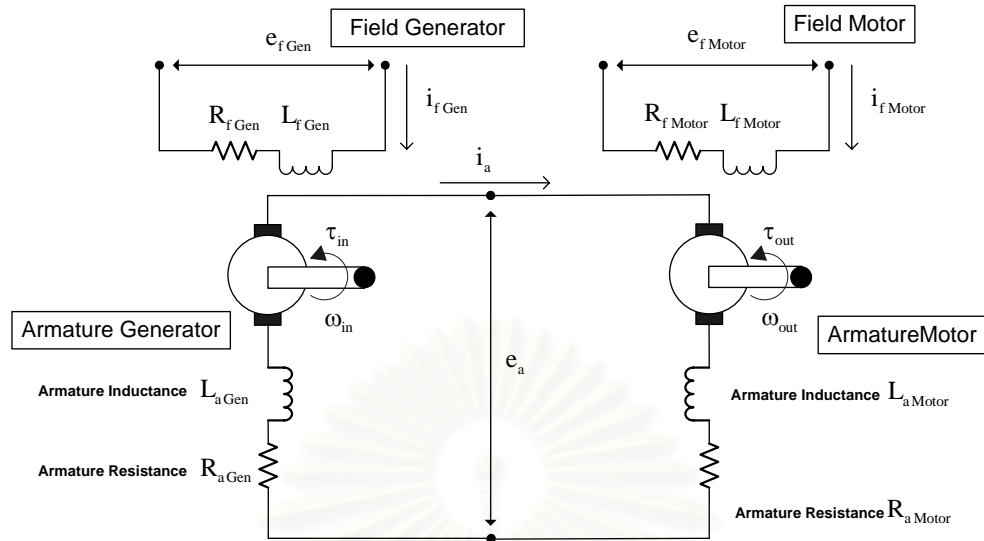 Field Generator
Field Motor
e_f Gen
e_f Motor
R_f Gen
L_f Gen
i_f Gen
R_f Motor
L_f Motor
i_f Motor
i_a
τ_in
τ_out
ω_in
ω_out
Armature Generator
ArmatureMotor
e_a
Armature Inductance L_a Gen
Armature Inductance L_a Motor
Armature Resistance R_a Gen
Armature Resistance R_a Motor